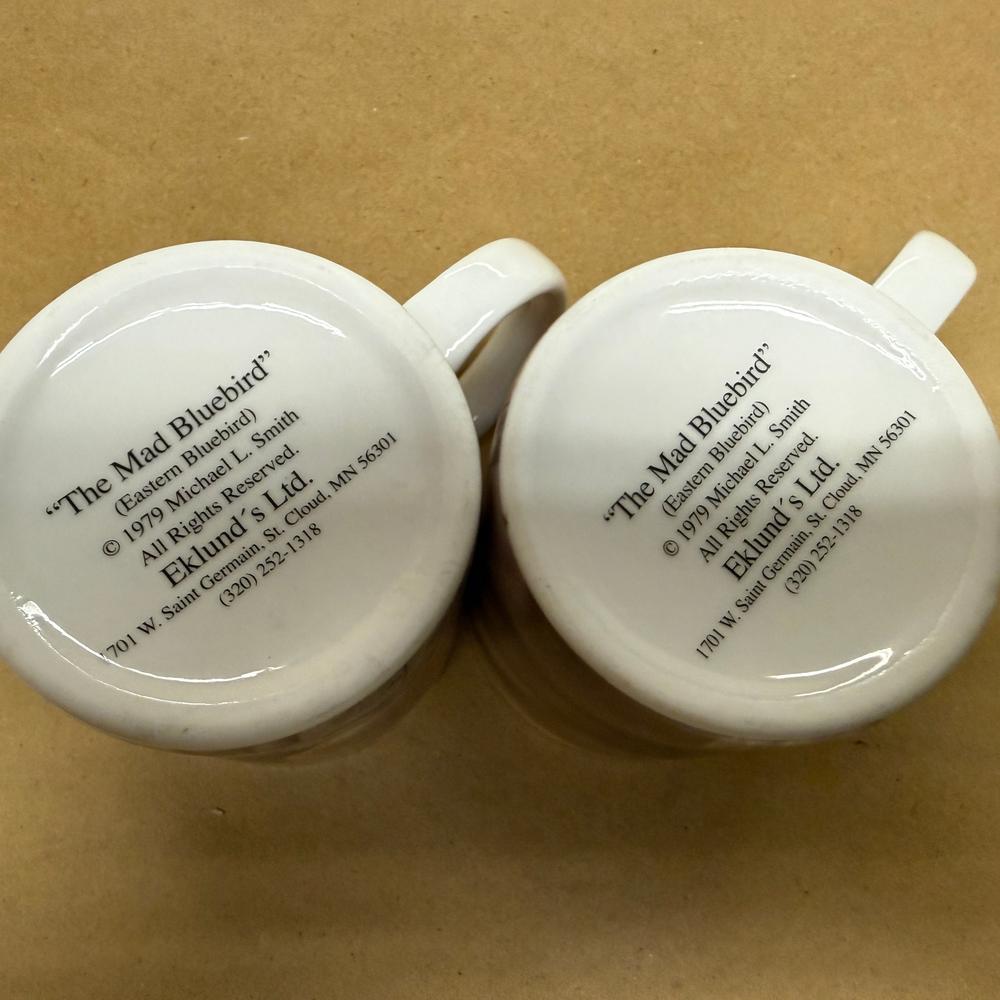 “The Mad Bluebird”
(Eastern Bluebird)
© 1979 Michael L. Smith
All Rights Reserved.
Eklund´s Ltd.
1701 W. Saint Germain, St. Cloud, MN 56301
(320) 252-1318
“The Mad Bluebird”
(Eastern Bluebird)
© 1979 Michael L. Smith
All Rights Reserved.
Eklund´s Ltd.
1701 W. Saint Germain, St. Cloud, MN 56301
(320) 252-1318